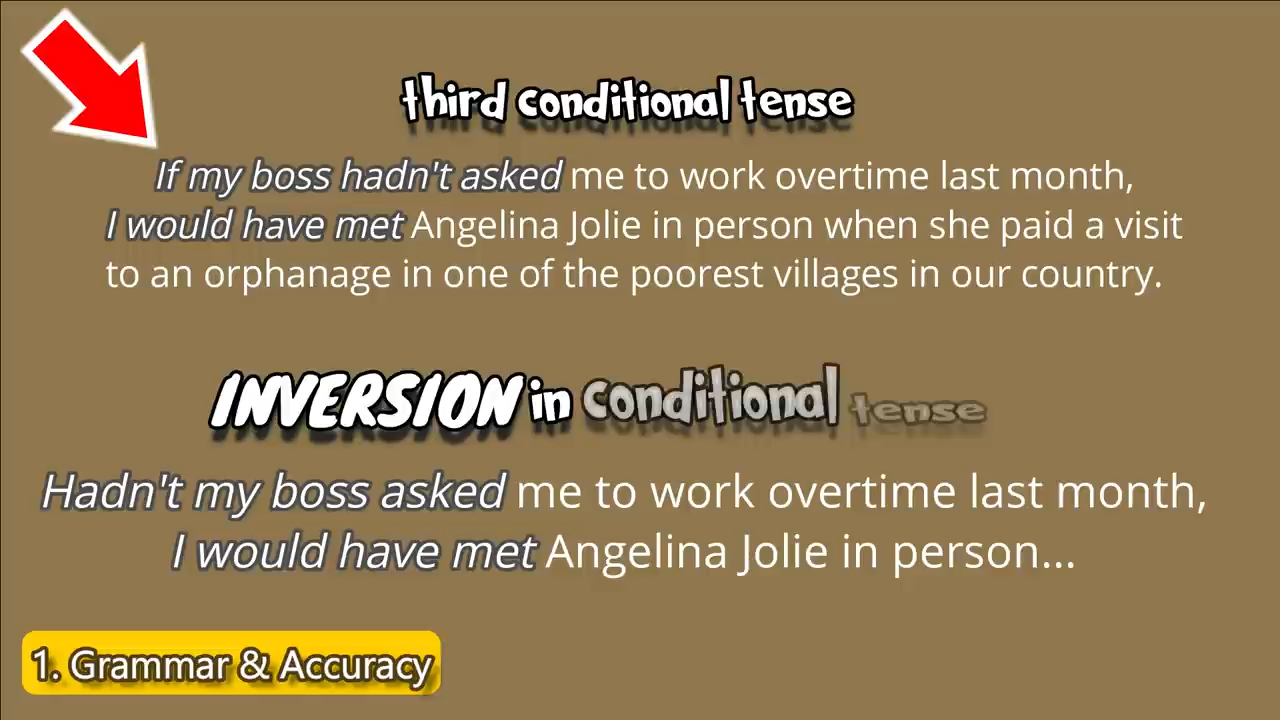 third conditional tense
If my boss hadn't asked me to work overtime last month,
I would have met Angelina Jolie in person when she paid a visit
to an orphanage in one of the poorest villages in our country.
INVERSION in conditional tense
Hadn't my boss asked me to work overtime last month,
I would have met Angelina Jolie in person...
1. Grammar & Accuracy